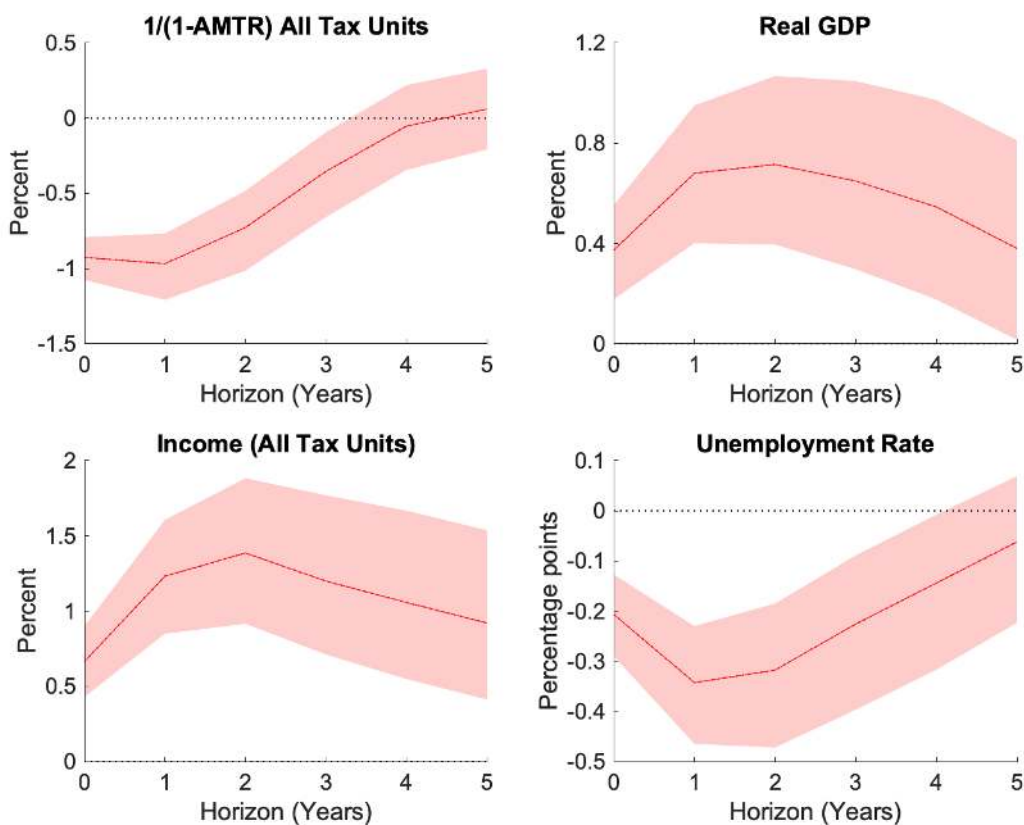 1/(1-AMTR) All Tax Units
0.5
0
-0.5
-1
-1.5
Percent
0 1 2 3 4 5
Horizon (Years)
Real GDP
1.2
0.8
0.4
0
Percent
0 1 2 3 4 5
Horizon (Years)
Income (All Tax Units)
2
1.5
1
0.5
0
Percent
0 1 2 3 4 5
Horizon (Years)
Unemployment Rate
0.1
0
-0.1
-0.2
-0.3
-0.4
-0.5
Percentage points
0 1 2 3 4 5
Horizon (Years)